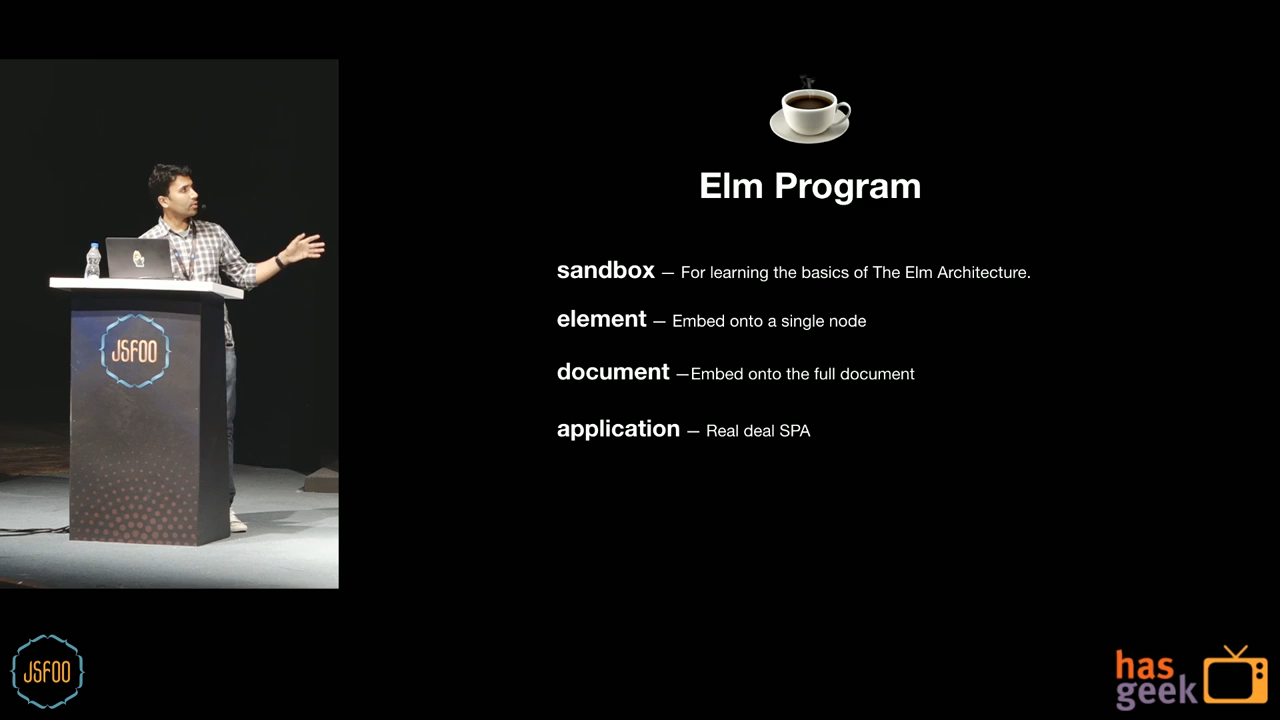 Elm Program
sandbox — For learning the basics of The Elm Architecture.
element — Embed onto a single node
document —Embed onto the full document
application — Real deal SPA
JSFOO
JSFOO
has
geek